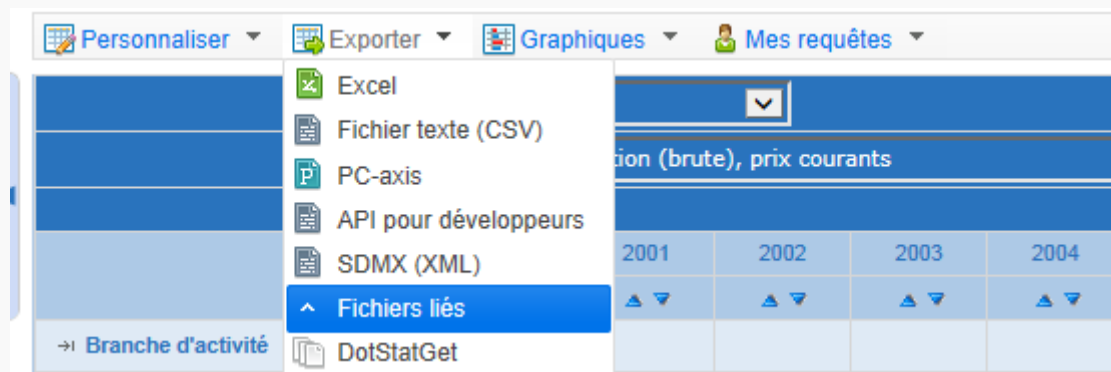 Personnaliser Exporter Graphiques Mes requêtes
Excel
Fichier texte (CSV)
(brute), prix courants
PC-axis
API pour développeurs
2001 2002 2003 2004
SDMX (XML)
Fichiers liés
Branche d'activité
DotStatGet